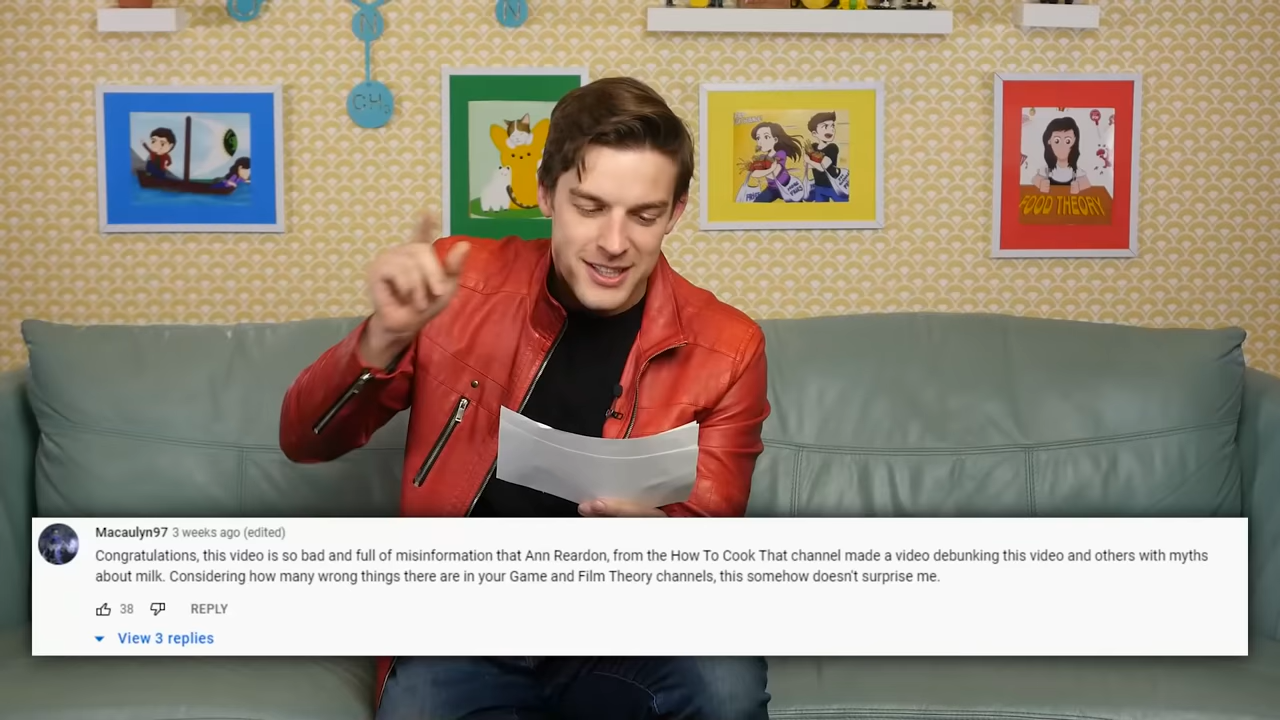 N
N
CH₃
FOOD THEORY
Macaulyn97 3 weeks ago (edited)
Congratulations, this video is so bad and full of misinformation that Ann Reardon, from the How To Cook That channel made a video debunking this video and others with myths
about milk. Considering how many wrong things there are in your Game and Film Theory channels, this somehow doesn't surprise me.
38 REPLY
View 3 replies